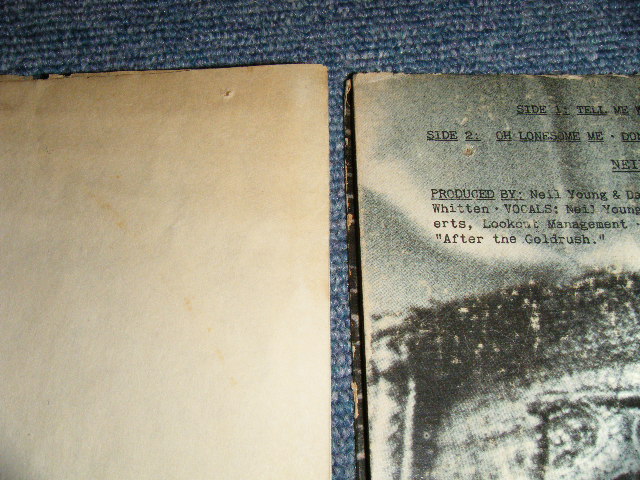 SIDE 1: TELL ME
SIDE 2: OH LONESOME ME · DON
NEI
PRODUCED BY: Neil Young & Da
Whitten · VOCALS: Neil Young
erts, Lookout Management ·
"After the Goldrush."